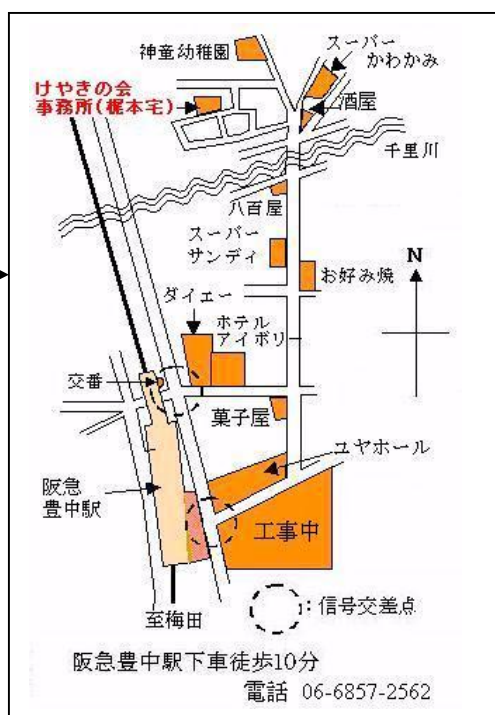 神童幼稚園
スーパー
かわかみ
けやきの会
事務所(梶本宅)
酒屋
千里川
八百屋
スーパー
サンディ
N
お好み焼
ダイエー
ホテル
アイボリ
交番
菓子屋
ユヤホール
阪急
豊中駅
工事中
:信号交差点
至梅田
阪急豊中駅下車徒歩10分
電話 06-6857-2562